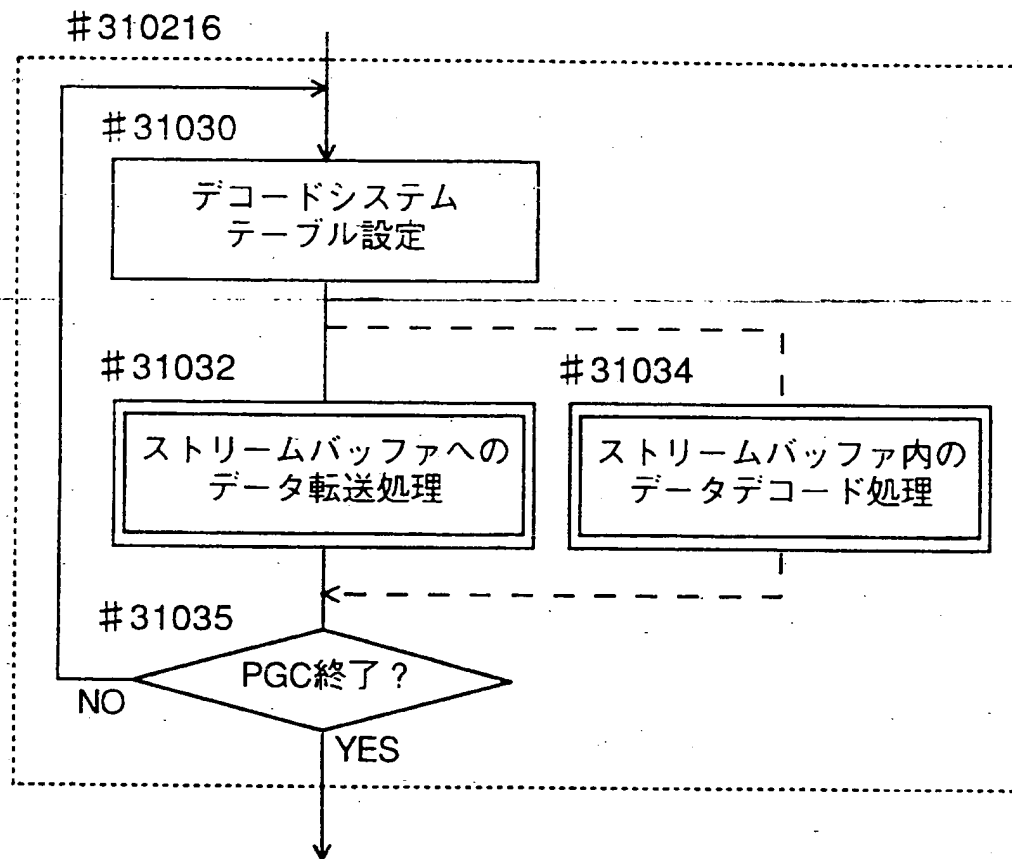 #310216
#31030
デコードシステム
テーブル設定
#31032
#31034
ストリームバッファへの
データ転送処理
ストリームバッファ内の
データデコード処理
#31035
PGC終了?
NO
YES